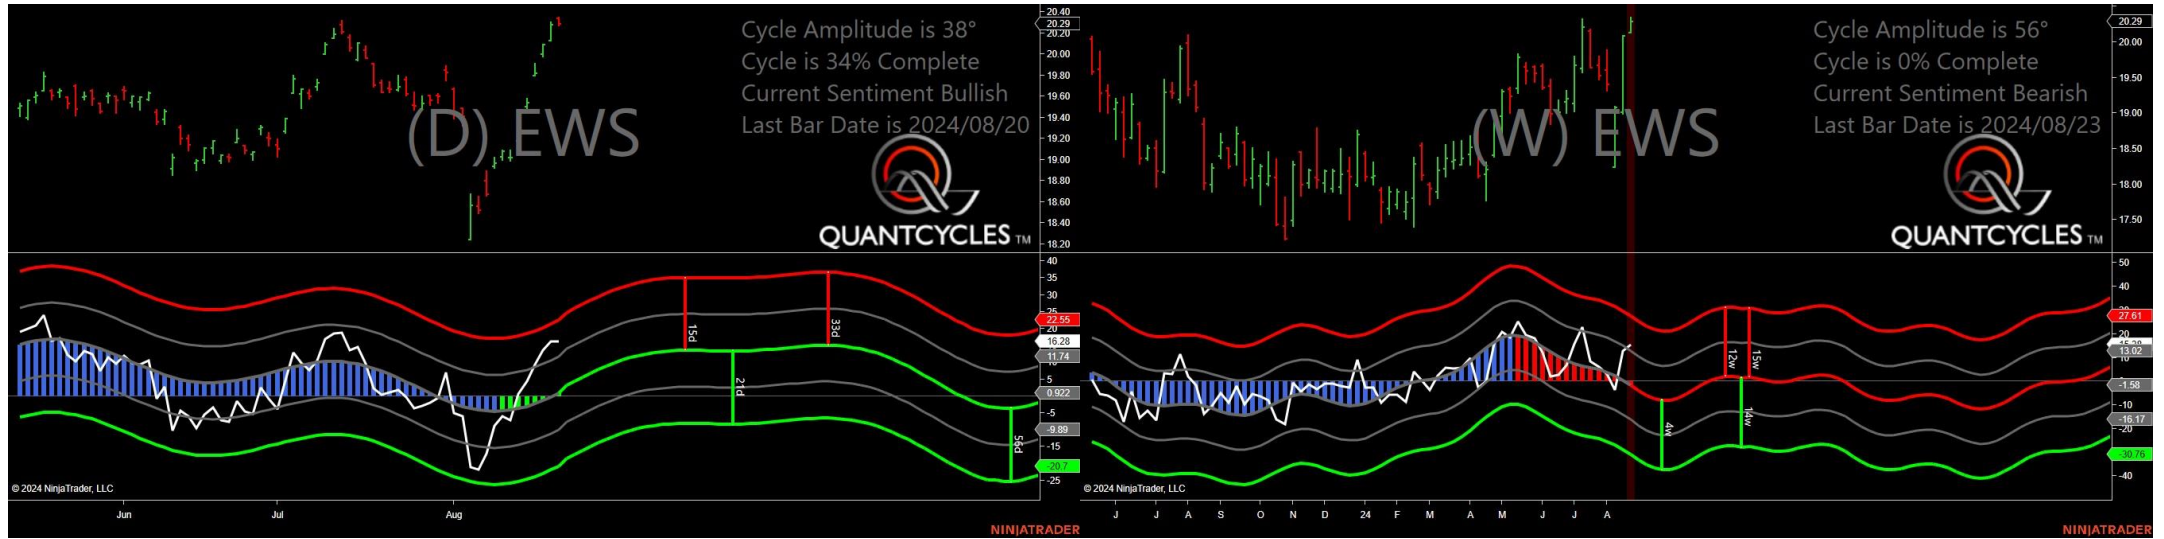 Cycle Amplitude is 38°
Cycle is 34% Complete
Current Sentiment Bullish
Last Bar Date is 2024/08/20
(D) EWS
QUANTCYCLES TM
20.40
20.29
20.20
20.00
19.80
19.60
19.40
19.20
19.00
18.80
18.60
18.40
18.20
40
35
30
25
22.55
20
16.28
11.74
5
0.922
-5
-9.89
-15
-20.7
-25
15d
21d
33d
56d
© 2024 NinjaTrader, LLC
Jun Jul Aug
NINJATRADER
Cycle Amplitude is 56°
Cycle is 0% Complete
Current Sentiment Bearish
Last Bar Date is 2024/08/23
(W) EWS
QUANTCYCLES TM
20.29
20.00
19.50
19.00
18.50
18.00
17.50
50
40
27.61
20
13.02
-1.58
-10
-16.17
-20
-30.76
-40
4w
12w
14w
15w
© 2024 NinjaTrader, LLC
J J A S O N D 24 F M A M J J A
NINJATRADER